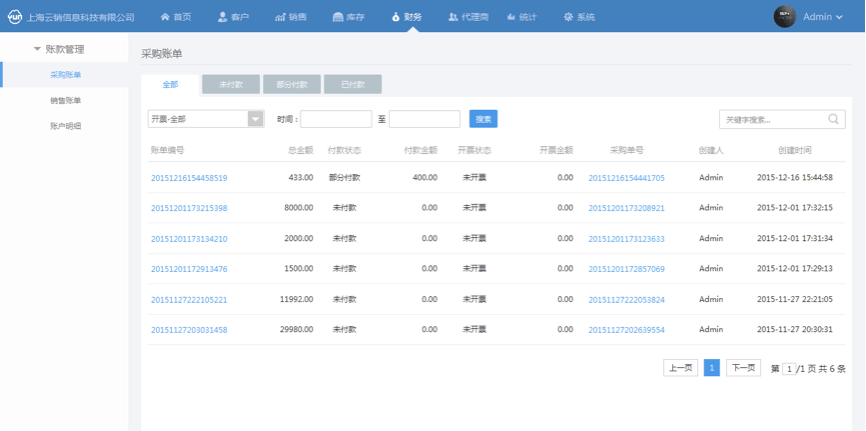 yun 上海云销信息科技有限公司 首页 客户 销售 库存 财务 代理商 统计 系统 Admin
账款管理
采购账单
销售账单
账户明细
采购账单
全部 未付款 部分付款 已付款
开票-全部 时间： 至 搜索 关键字搜索...
账单编号 总金额 付款状态 付款金额 开票状态 开票金额 采购单号 创建人 创建时间
20151216154458519 433.00 部分付款 400.00 未开票 0.00 20151216154441705 Admin 2015-12-16 15:44:58
20151201173215398 8000.00 未付款 0.00 未开票 0.00 20151201173208921 Admin 2015-12-01 17:32:15
20151201173134210 2000.00 未付款 0.00 未开票 0.00 20151201173123633 Admin 2015-12-01 17:31:34
20151201172913476 1500.00 未付款 0.00 未开票 0.00 20151201172857069 Admin 2015-12-01 17:29:13
20151127222105221 11992.00 未付款 0.00 未开票 0.00 20151127222053824 Admin 2015-11-27 22:21:05
20151127203031458 29980.00 未付款 0.00 未开票 0.00 20151127202639554 Admin 2015-11-27 20:30:31
上一页 1 下一页 第 1 /1 页 共 6 条